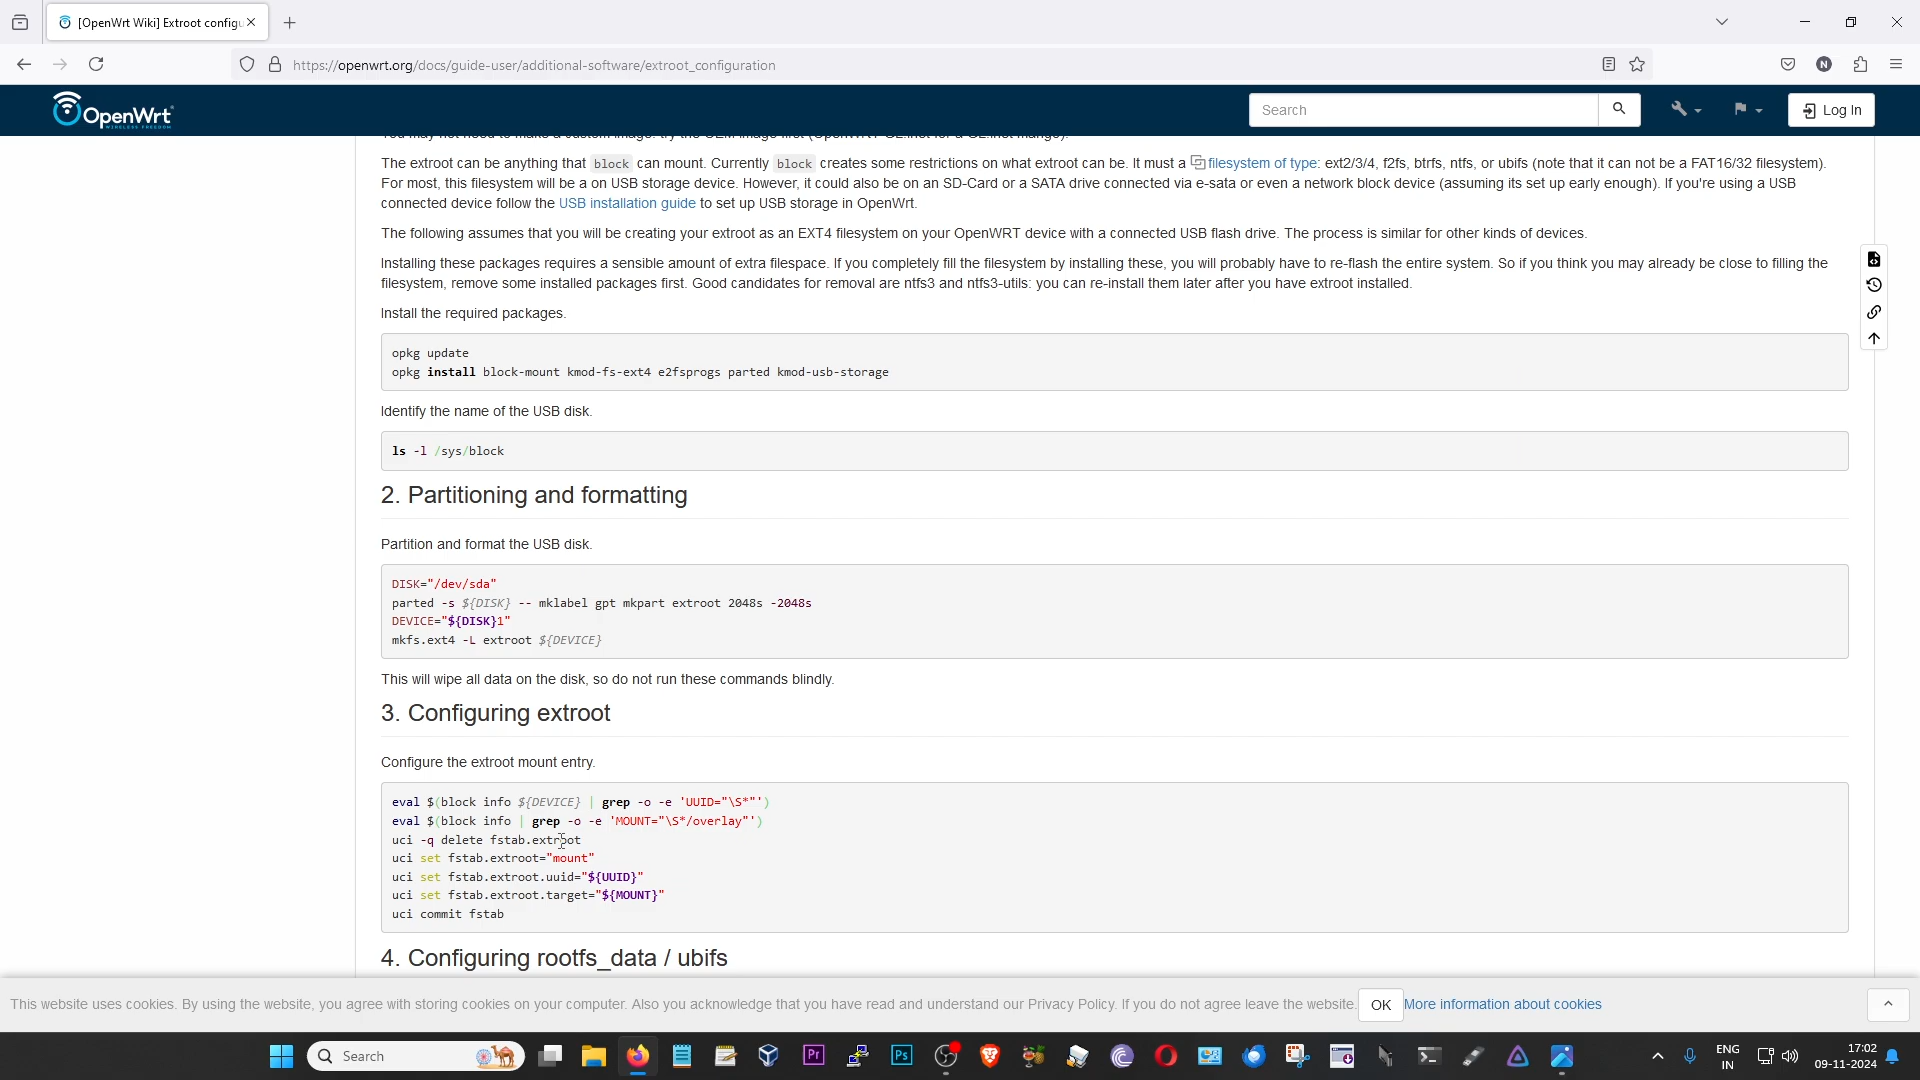 [OpenWrt Wiki] Extroot configu
https://openwrt.org/docs/guide-user/additional-software/extroot_configuration
OpenWrt
WIRELESS FREEDOM
Search
Log In
The extroot can be anything that block can mount. Currently block creates some restrictions on what extroot can be. It must a filesystem of type: ext2/3/4, f2fs, btrfs, ntfs, or ubifs (note that it can not be a FAT16/32 filesystem).
For most, this filesystem will be a on USB storage device. However, it could also be on an SD-Card or a SATA drive connected via e-sata or even a network block device (assuming its set up early enough). If you're using a USB
connected device follow the USB installation guide to set up USB storage in OpenWrt.
The following assumes that you will be creating your extroot as an EXT4 filesystem on your OpenWRT device with a connected USB flash drive. The process is similar for other kinds of devices.
Installing these packages requires a sensible amount of extra filespace. If you completely fill the filesystem by installing these, you will probably have to re-flash the entire system. So if you think you may already be close to filling the
filesystem, remove some installed packages first. Good candidates for removal are ntfs3 and ntfs3-utils: you can re-install them later after you have extroot installed.
Install the required packages.
opkg update
opkg install block-mount kmod-fs-ext4 e2fsprogs parted kmod-usb-storage
Identify the name of the USB disk.
ls -l /sys/block
2. Partitioning and formatting
Partition and format the USB disk.
DISK="/dev/sda"
parted -s ${DISK} -- mklabel gpt mkpart extroot 2048s -2048s
DEVICE="${DISK}1"
mkfs.ext4 -L extroot ${DEVICE}
This will wipe all data on the disk, so do not run these commands blindly.
3. Configuring extroot
Configure the extroot mount entry.
eval $(block info ${DEVICE} | grep -o -e 'UUID="\S*"')
eval $(block info | grep -o -e 'MOUNT="\S*/overlay"')
uci -q delete fstab.extroot
uci set fstab.extroot="mount"
uci set fstab.extroot.uuid="${UUID}"
uci set fstab.extroot.target="${MOUNT}"
uci commit fstab
4. Configuring rootfs_data / ubifs
This website uses cookies. By using the website, you agree with storing cookies on your computer. Also you acknowledge that you have read and understand our Privacy Policy. If you do not agree leave the website. OK More information about cookies
Search
Pr
Ps
ENG
IN
17:02
09-11-2024
N